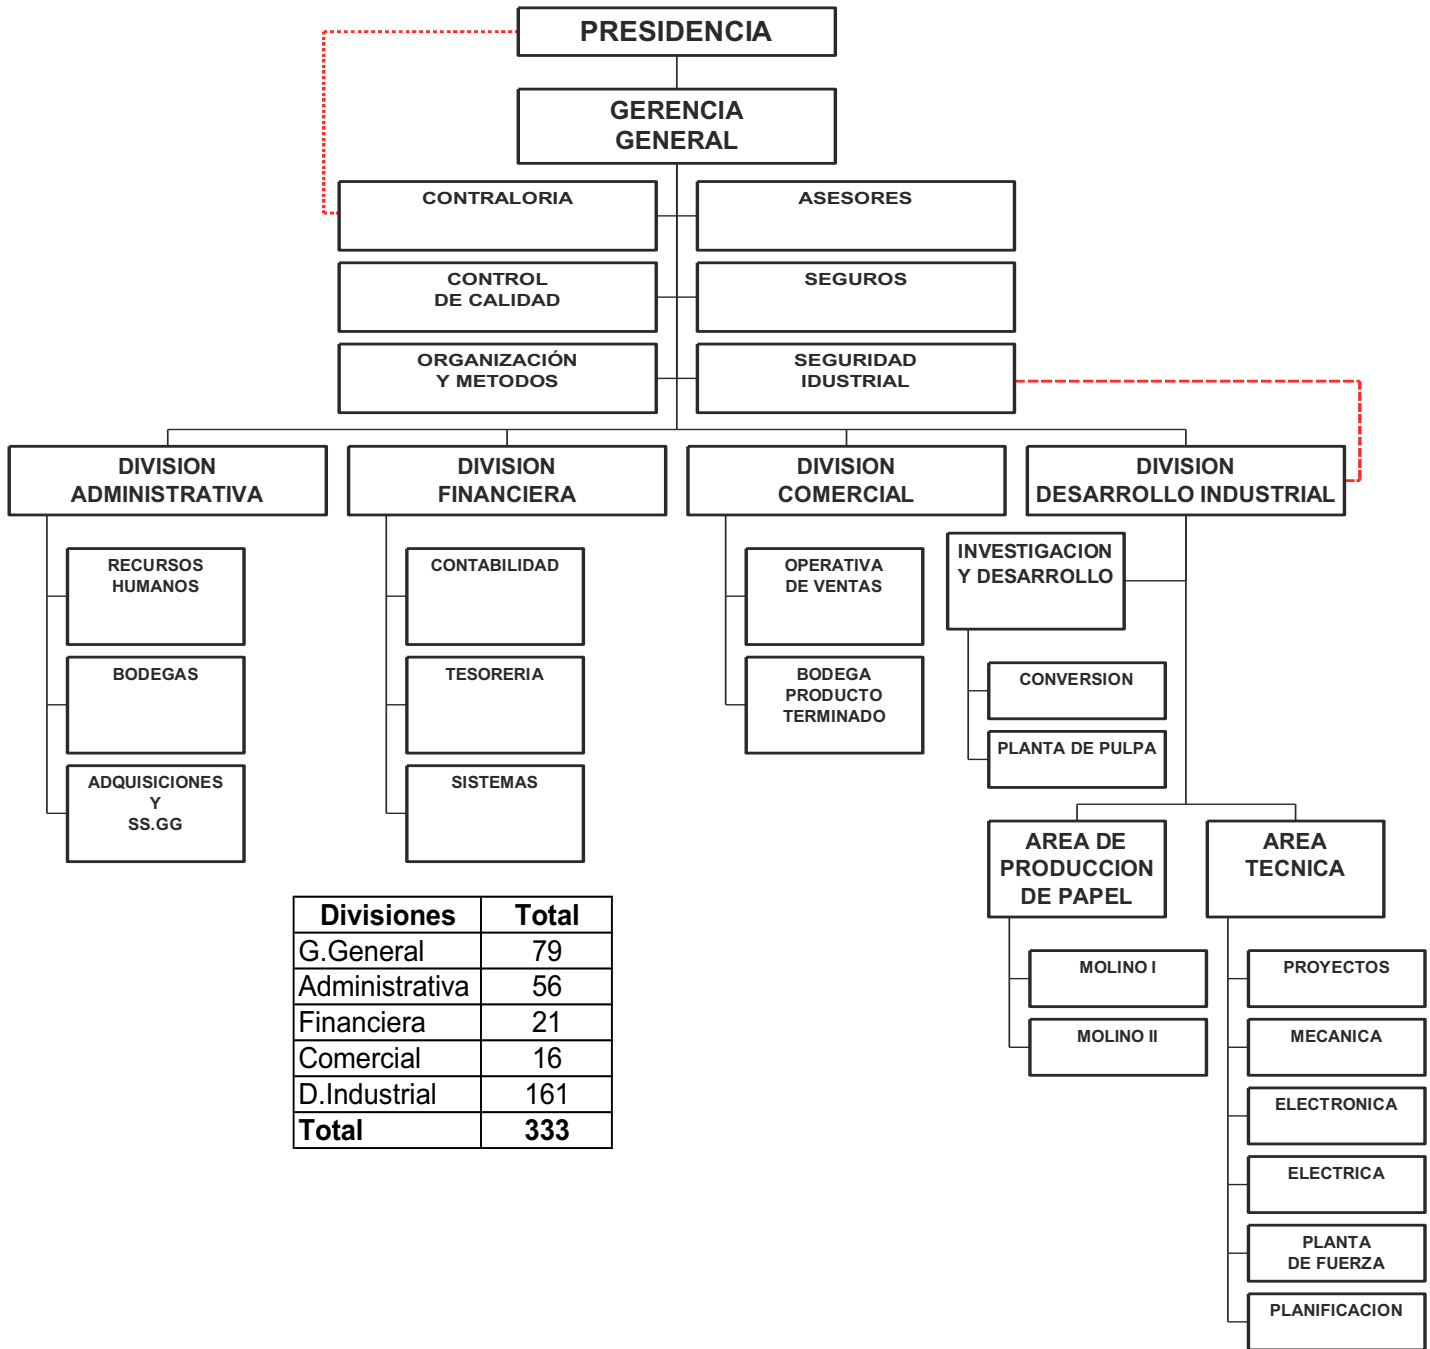 PRESIDENCIA
GERENCIA
GENERAL
CONTRALORIA
ASESORES
CONTROL
DE CALIDAD
SEGUROS
ORGANIZACIÓN
Y METODOS
SEGURIDAD
IDUSTRIAL
DIVISION
ADMINISTRATIVA
DIVISION
FINANCIERA
DIVISION
COMERCIAL
DIVISION
DESARROLLO INDUSTRIAL
RECURSOS
HUMANOS
BODEGAS
ADQUISICIONES
Y
SS.GG
CONTABILIDAD
TESORERIA
SISTEMAS
OPERATIVA
DE VENTAS
BODEGA
PRODUCTO
TERMINADO
INVESTIGACION
Y DESARROLLO
CONVERSION
PLANTA DE PULPA
AREA DE
PRODUCCION
DE PAPEL
MOLINO I
MOLINO II
AREA
TECNICA
PROYECTOS
MECANICA
ELECTRONICA
ELECTRICA
PLANTA
DE FUERZA
PLANIFICACION
Divisiones Total
G.General 79
Administrativa 56
Financiera 21
Comercial 16
D.Industrial 161
Total 333